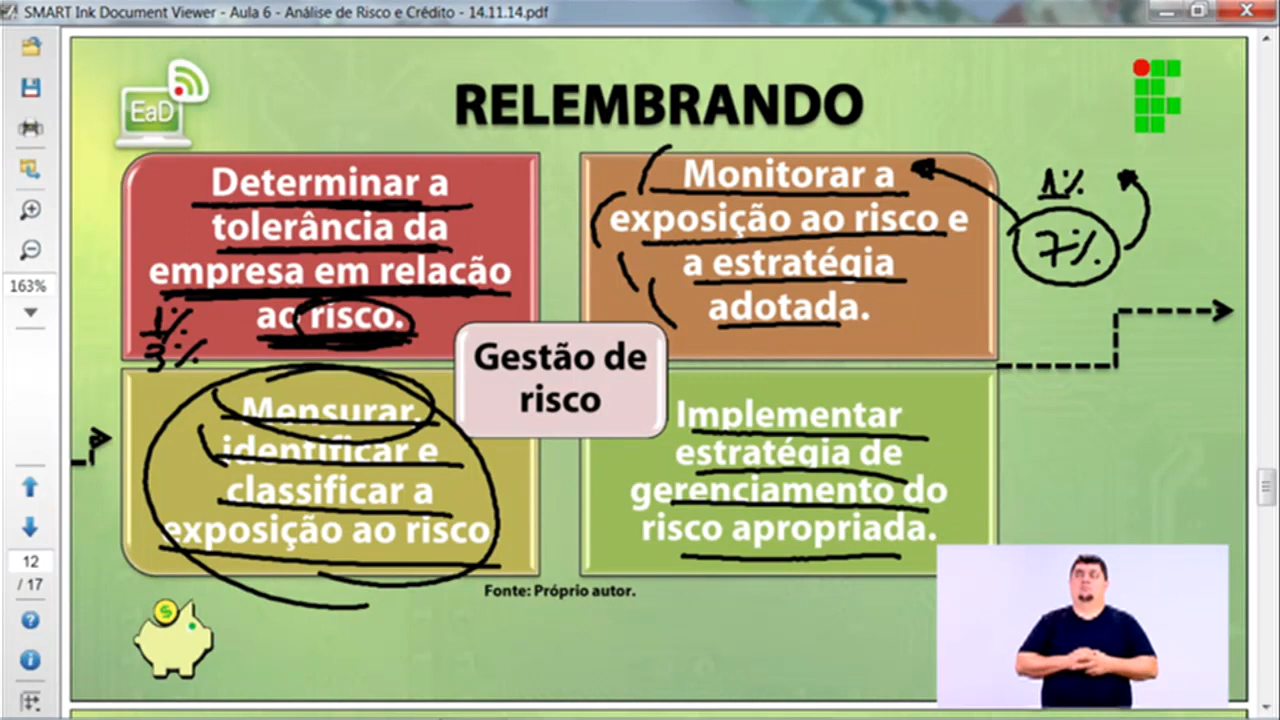 SMART Ink Document Viewer - Aula 6 - Análise de Risco e Crédito - 14.11.14.pdf
EaD
RELEMBRANDO
Determinar a
tolerância da
empresa em relação
ao risco.
1%
3%
Monitorar a
exposição ao risco e
a estratégia
adotada.
1%
7%
163%
Gestão de
risco
Mensurar,
identificar e
classificar a
exposição ao risco
Implementar
estratégia de
gerenciamento do
risco apropriada.
12
/ 17
Fonte: Próprio autor.
$